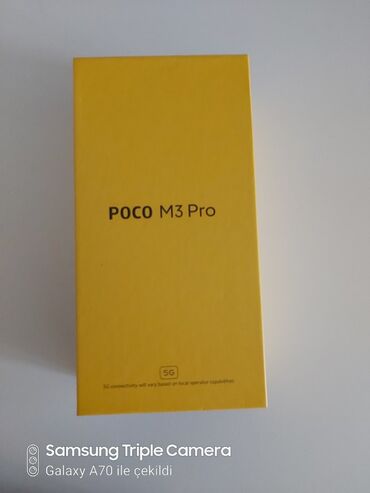 POCO M3 Pro
5G
5G connectivity will vary based on local operator capabilities
Samsung Triple Camera
Galaxy A70 ile çekildi